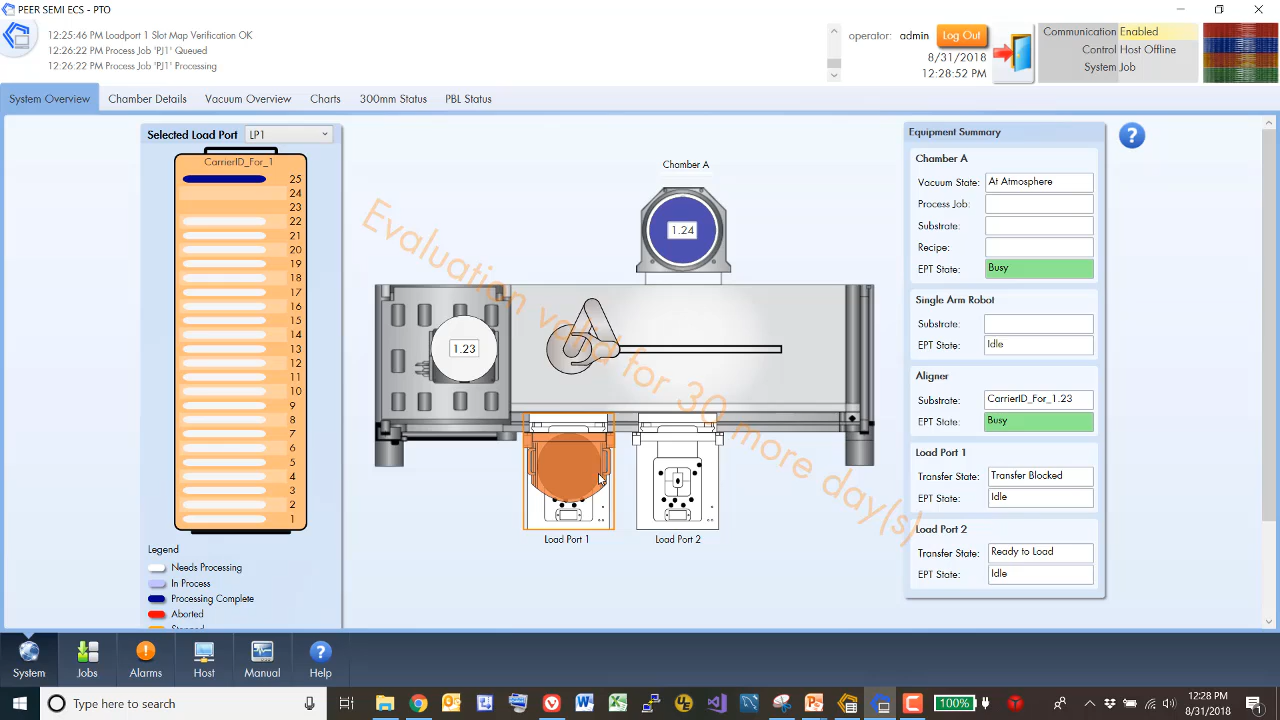 PEER SEMI ECS - PTO
12:25:46 PM Loadport 1 Slot Map Verification OK
12:26:22 PM Process Job 'PJ1' Queued
12:26:22 PM Process Job 'PJ1' Processing
operator: admin Log Out
8/31/2018
12:28:52 PM
Communication Enabled
Control Host Offline
System Job
System Overview Chamber Details Vacuum Overview Charts 300mm Status PBL Status
Selected Load Port LP1
CarrierID_For_1
25
24
23
22
21
20
19
18
17
16
15
14
13
12
11
10
9
8
7
6
5
4
3
2
1
Legend
Needs Processing
In Process
Processing Complete
Aborted
Stopped
Chamber A
1.24
1.23
Load Port 1
Load Port 2
Evaluation valid for 30 more day(s)
Equipment Summary
?
Chamber A
Vacuum State: At Atmosphere
Process Job:
Substrate:
Recipe:
EPT State: Busy
Single Arm Robot
Substrate:
EPT State: Idle
Aligner
Substrate: CarrierID_For_1.23
EPT State: Busy
Load Port 1
Transfer State: Transfer Blocked
EPT State: Idle
Load Port 2
Transfer State: Ready to Load
EPT State: Idle
System Jobs Alarms Host Manual Help
Type here to search
100%
12:28 PM
8/31/2018